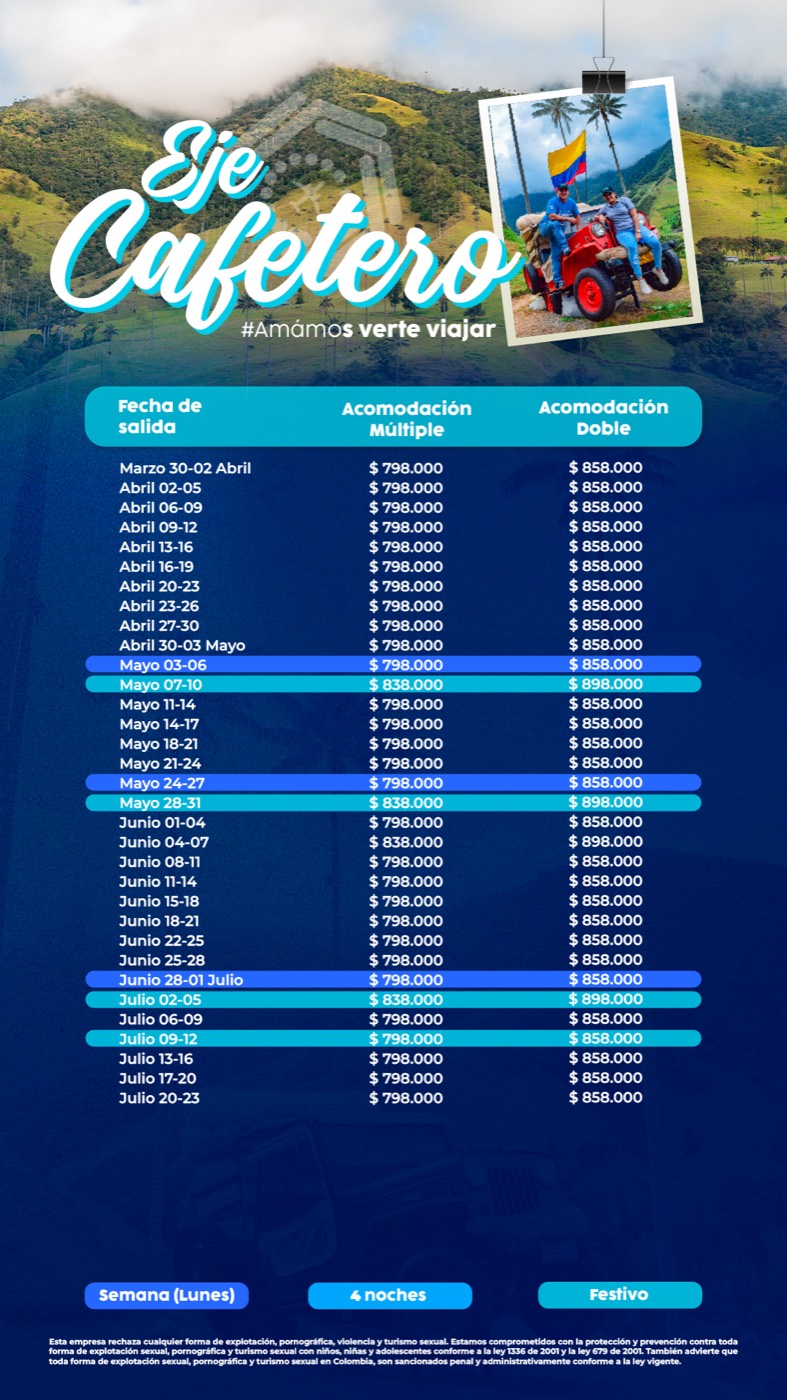 Eje
Cafetero
#Amámos verte viajar
Fecha de salida Acomodación Múltiple Acomodación Doble
Marzo 30-02 Abril $ 798.000 $ 858.000
Abril 02-05 $ 798.000 $ 858.000
Abril 06-09 $ 798.000 $ 858.000
Abril 09-12 $ 798.000 $ 858.000
Abril 13-16 $ 798.000 $ 858.000
Abril 16-19 $ 798.000 $ 858.000
Abril 20-23 $ 798.000 $ 858.000
Abril 23-26 $ 798.000 $ 858.000
Abril 27-30 $ 798.000 $ 858.000
Abril 30-03 Mayo $ 798.000 $ 858.000
Mayo 03-06 $ 798.000 $ 858.000
Mayo 07-10 $ 838.000 $ 898.000
Mayo 11-14 $ 798.000 $ 858.000
Mayo 14-17 $ 798.000 $ 858.000
Mayo 18-21 $ 798.000 $ 858.000
Mayo 21-24 $ 798.000 $ 858.000
Mayo 24-27 $ 798.000 $ 858.000
Mayo 28-31 $ 838.000 $ 898.000
Junio 01-04 $ 798.000 $ 858.000
Junio 04-07 $ 838.000 $ 898.000
Junio 08-11 $ 798.000 $ 858.000
Junio 11-14 $ 798.000 $ 858.000
Junio 15-18 $ 798.000 $ 858.000
Junio 18-21 $ 798.000 $ 858.000
Junio 22-25 $ 798.000 $ 858.000
Junio 25-28 $ 798.000 $ 858.000
Junio 28-01 Julio $ 798.000 $ 858.000
Julio 02-05 $ 838.000 $ 898.000
Julio 06-09 $ 798.000 $ 858.000
Julio 09-12 $ 798.000 $ 858.000
Julio 13-16 $ 798.000 $ 858.000
Julio 17-20 $ 798.000 $ 858.000
Julio 20-23 $ 798.000 $ 858.000
Semana (Lunes) 4 noches Festivo
Esta empresa rechaza cualquier forma de explotación, pornográfica, violencia y turismo sexual. Estamos comprometidos con la protección y prevención contra toda
forma de explotación sexual, pornográfica y turismo sexual con niños, niñas y adolescentes conforme a la ley 1336 de 2001 y la ley 679 de 2001. También advierte que
toda forma de explotación sexual, pornográfica y turismo sexual en Colombia, son sancionados penal y administrativamente conforme a la ley vigente.